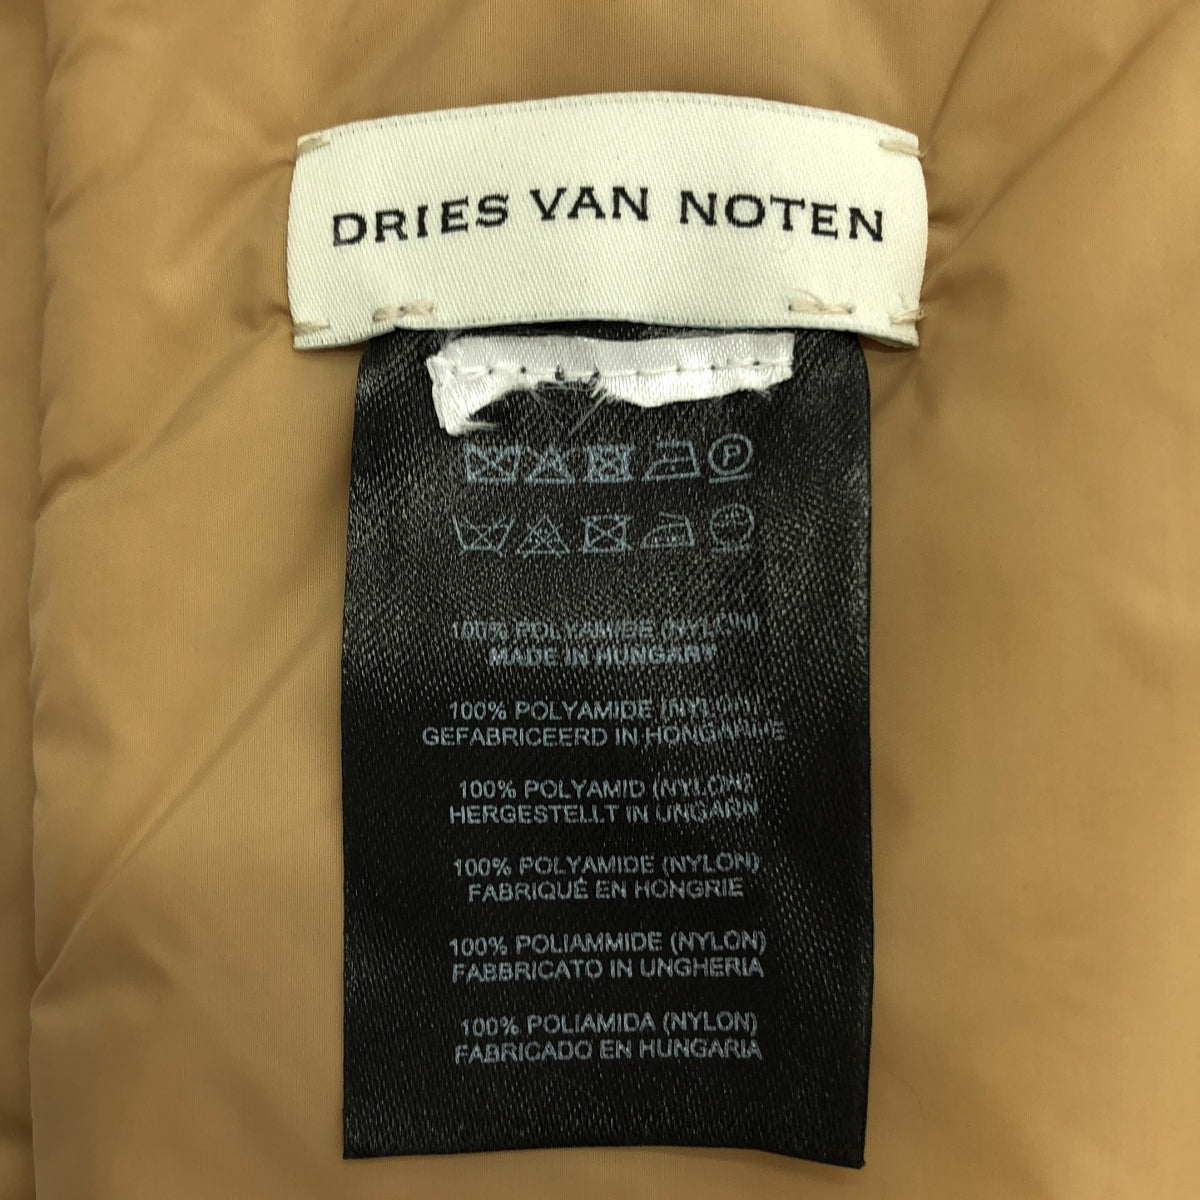 DRIES VAN NOTEN
P
100% POLYAMIDE (NYLON)
MADE IN HUNGARY
100% POLYAMIDE (NYLON)
GEFABRICEERD IN HONGARIJE
100% POLYAMID (NYLON)
HERGESTELLT IN UNGARN
100% POLYAMIDE (NYLON)
FABRIQUÉ EN HONGRIE
100% POLIAMMIDE (NYLON)
FABBRICATO IN UNGHERIA
100% POLIAMIDA (NYLON)
FABRICADO EN HUNGARIA